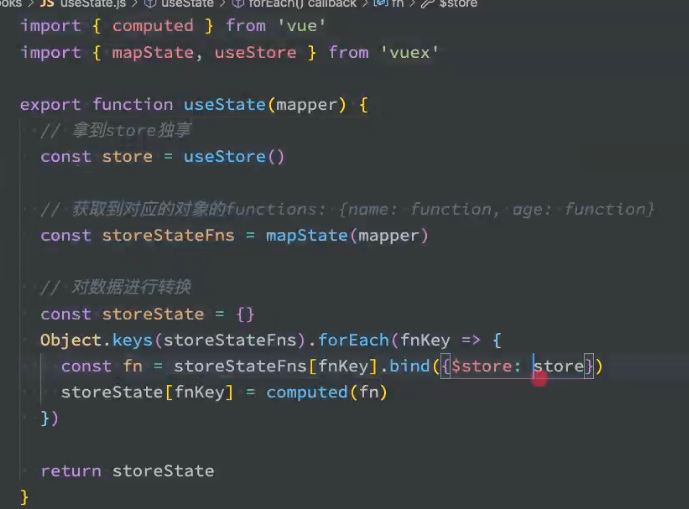 ooks > JS useState.js > useState > forEach() callback > fn > $store
import { computed } from 'vue'
import { mapState, useStore } from 'vuex'
export function useState(mapper) {
// 拿到store独享
const store = useStore()
// 获取到对应的对象的functions: {name: function, age: function}
const storeStateFns = mapState(mapper)
// 对数据进行转换
const storeState = {}
Object.keys(storeStateFns).forEach(fnKey => {
const fn = storeStateFns[fnKey].bind({$store: store})
storeState[fnKey] = computed(fn)
})
return storeState
}